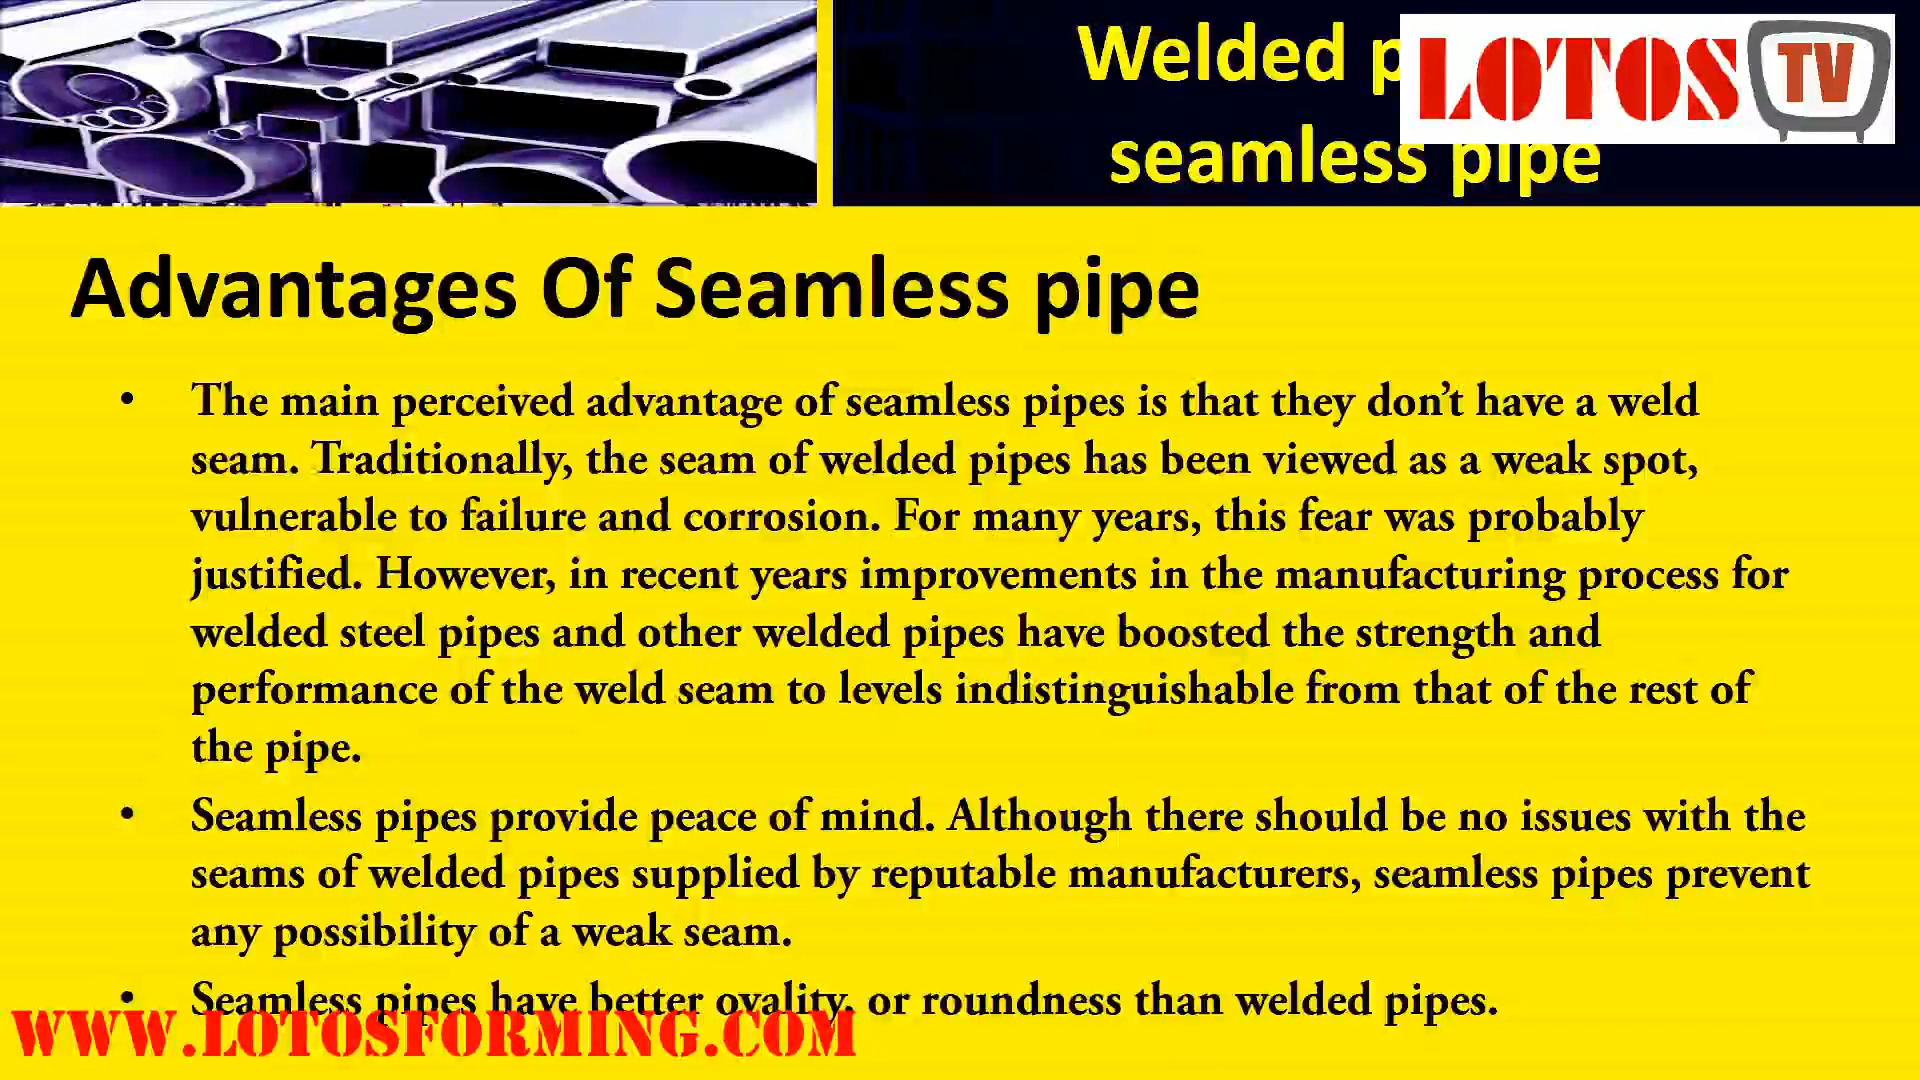 Welded p
LOTOS TV
seamless pipe
Advantages Of Seamless pipe
• The main perceived advantage of seamless pipes is that they don’t have a weld
seam. Traditionally, the seam of welded pipes has been viewed as a weak spot,
vulnerable to failure and corrosion. For many years, this fear was probably
justified. However, in recent years improvements in the manufacturing process for
welded steel pipes and other welded pipes have boosted the strength and
performance of the weld seam to levels indistinguishable from that of the rest of
the pipe.
• Seamless pipes provide peace of mind. Although there should be no issues with the
seams of welded pipes supplied by reputable manufacturers, seamless pipes prevent
any possibility of a weak seam.
• Seamless pipes have better ovality, or roundness than welded pipes.
WWW.LOTOSFORMING.COM